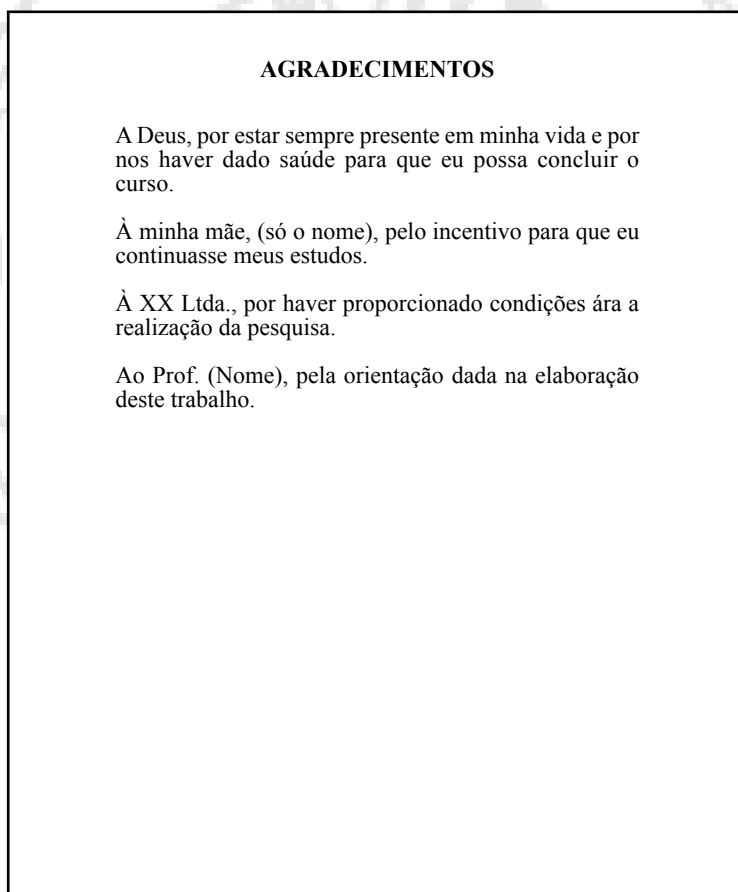 AGRADECIMENTOS
A Deus, por estar sempre presente em minha vida e por
nos haver dado saúde para que eu possa concluir o
curso.
À minha mãe, (só o nome), pelo incentivo para que eu
continuasse meus estudos.
À XX Ltda., por haver proporcionado condições ára a
realização da pesquisa.
Ao Prof. (Nome), pela orientação dada na elaboração
deste trabalho.